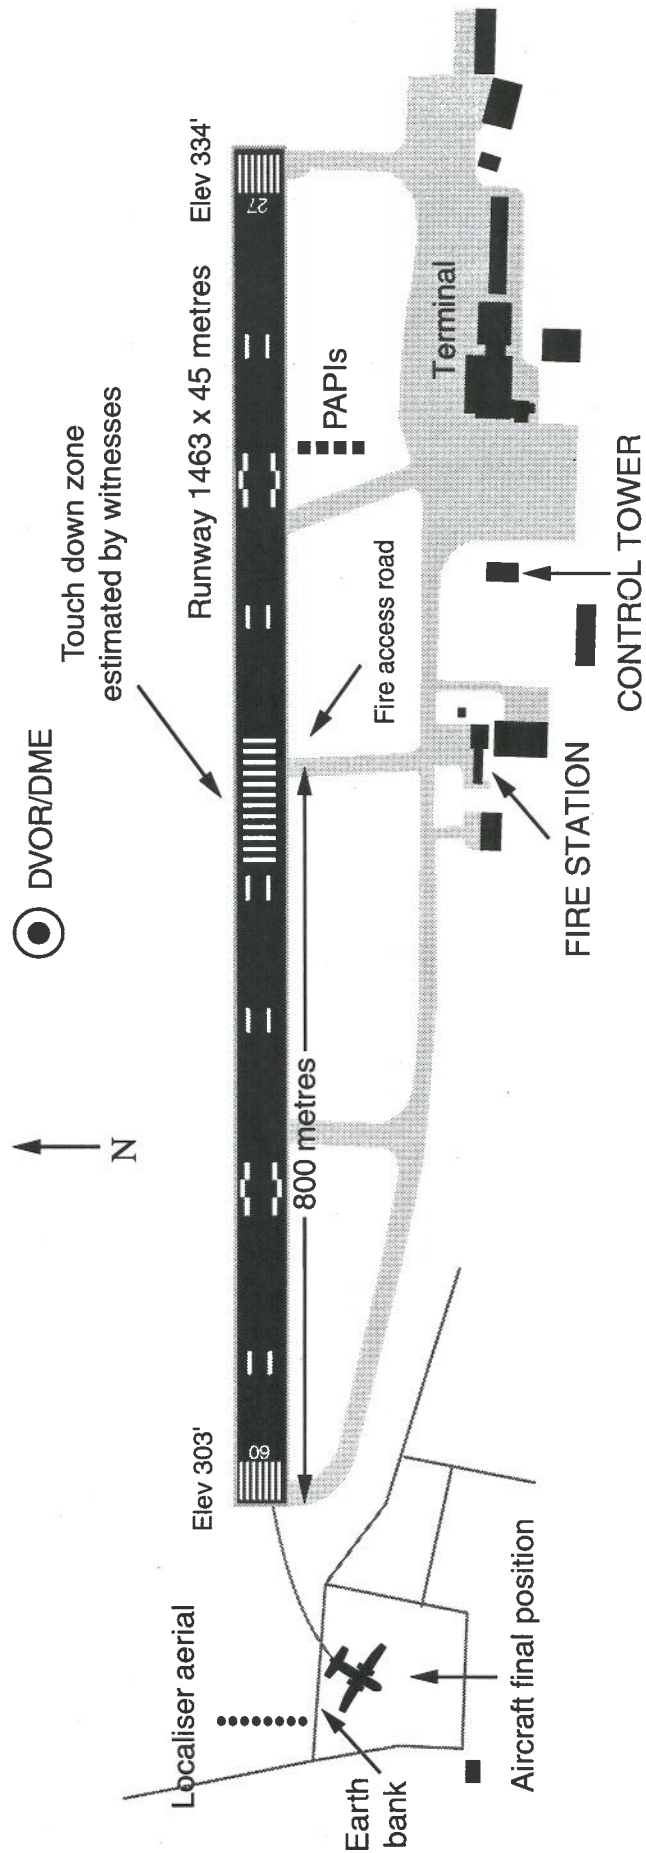 DVOR/DME
N
Touch down zone
estimated by witnesses
Elev 303'
Runway 1463 x 45 metres
Elev 334'
09
27
Localiser aerial
800 metres
PAPIs
Fire access road
Terminal
Earth
bank
Aircraft final position
FIRE STATION
CONTROL TOWER